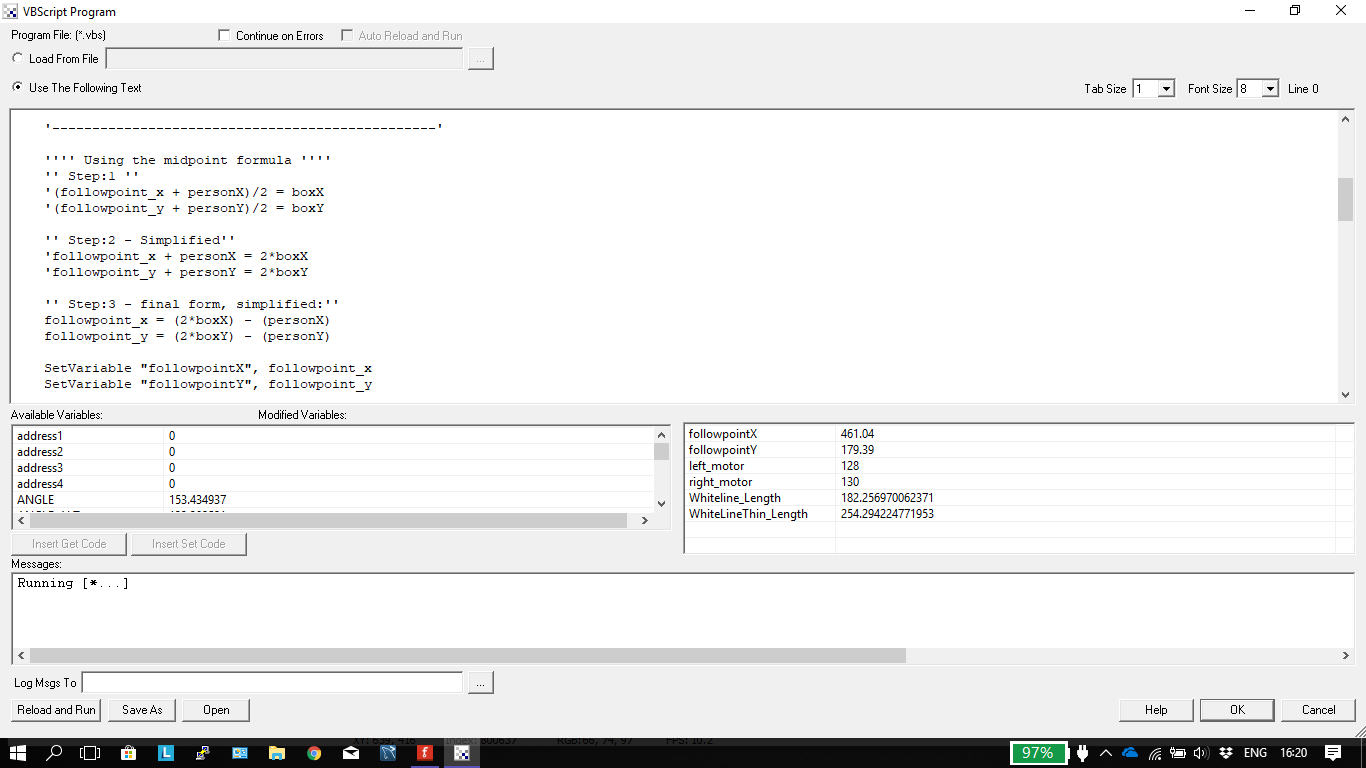 VBScript Program
Program File: (*.vbs) Continue on Errors Auto Reload and Run
Load From File ...
Use The Following Text Tab Size 1 Font Size 8 Line 0
'------------------------------------------------'
'''' Using the midpoint formula ''''
'' Step:1 ''
'(followpoint_x + personX)/2 = boxX
'(followpoint_y + personY)/2 = boxY
'' Step:2 - Simplified''
'followpoint_x + personX = 2*boxX
'followpoint_y + personY = 2*boxY
'' Step:3 - final form, simplified:''
followpoint_x = (2*boxX) - (personX)
followpoint_y = (2*boxY) - (personY)
SetVariable "followpointX", followpoint_x
SetVariable "followpointY", followpoint_y
Available Variables: Modified Variables:
address1 0
address2 0
address3 0
address4 0
ANGLE 153.434937
followpointX 461.04
followpointY 179.39
left_motor 128
right_motor 130
Whiteline_Length 182.256970062371
WhiteLineThin_Length 254.294224771953
Insert Get Code Insert Set Code
Messages:
Running [*...]
Log Msgs To ...
Reload and Run Save As Open Help OK Cancel
97% ENG 16:20